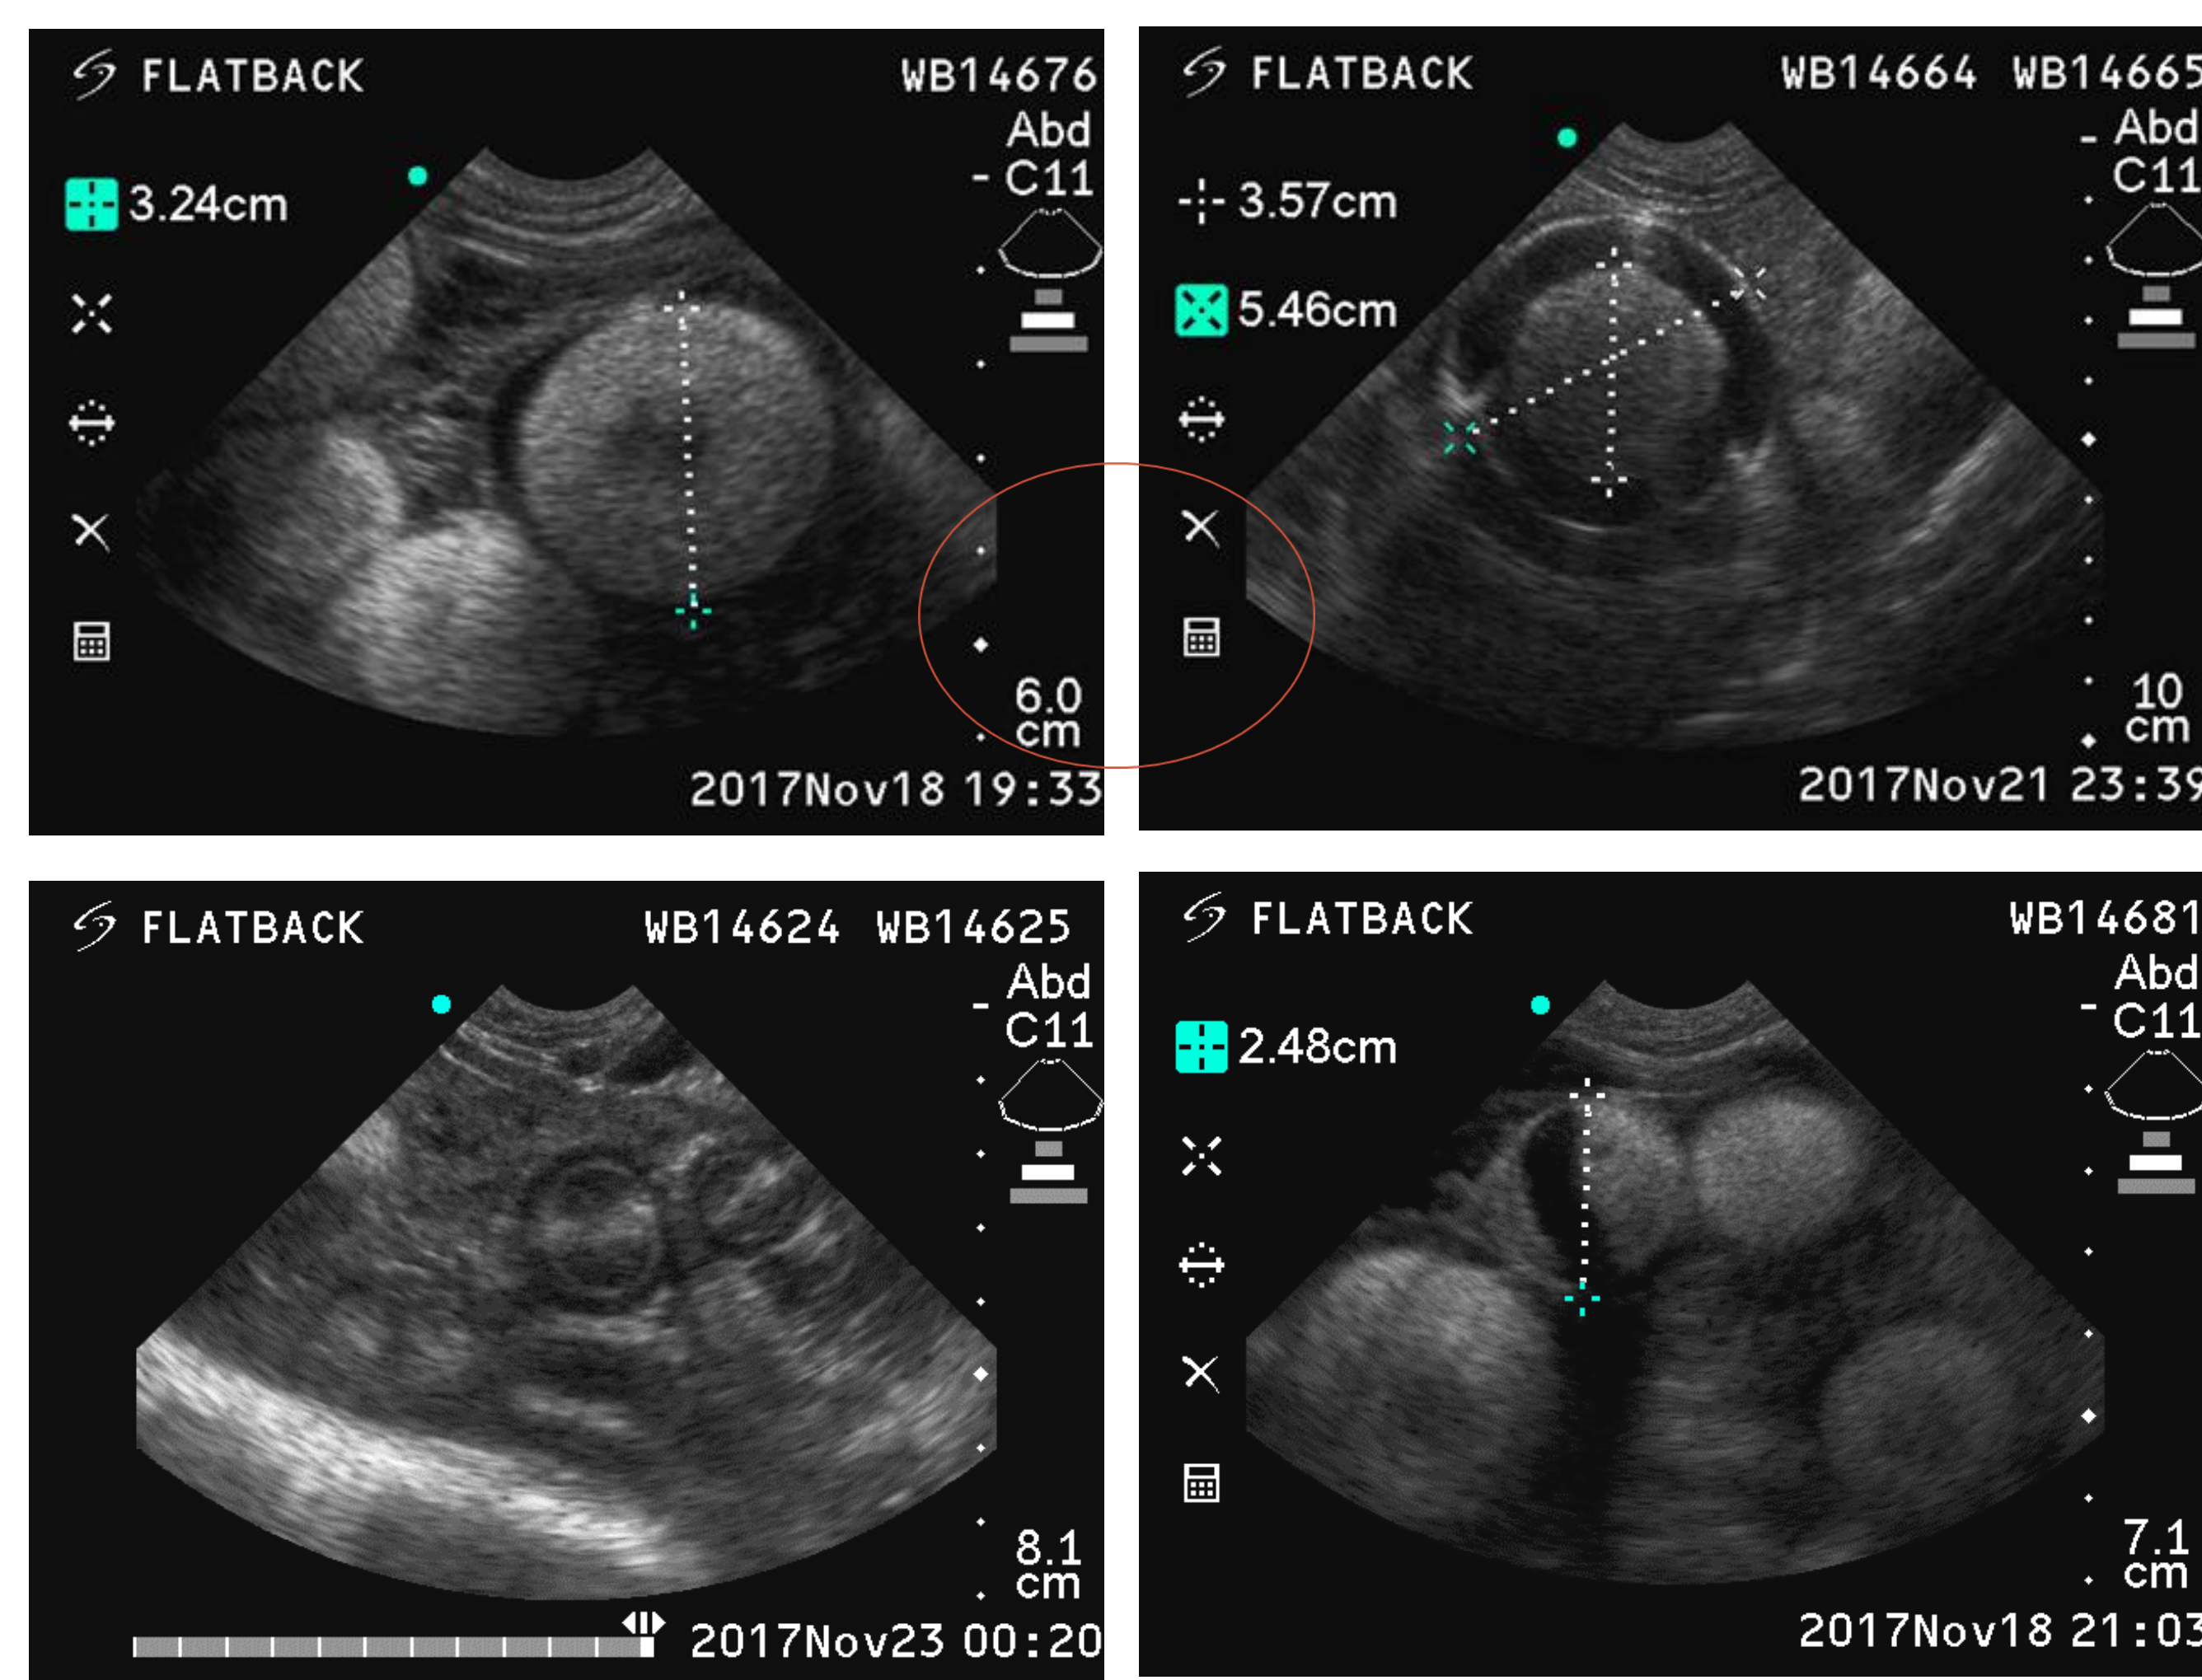 FLATBACK WB14676
Abd
C11
3.24cm
6.0
cm
2017Nov18 19:33
FLATBACK WB14664 WB14665
Abd
C11
3.57cm
5.46cm
10
cm
2017Nov21 23:39
FLATBACK WB14624 WB14625
Abd
C11
8.1
cm
2017Nov23 00:20
FLATBACK WB14681
Abd
C11
2.48cm
7.1
cm
2017Nov18 21:03